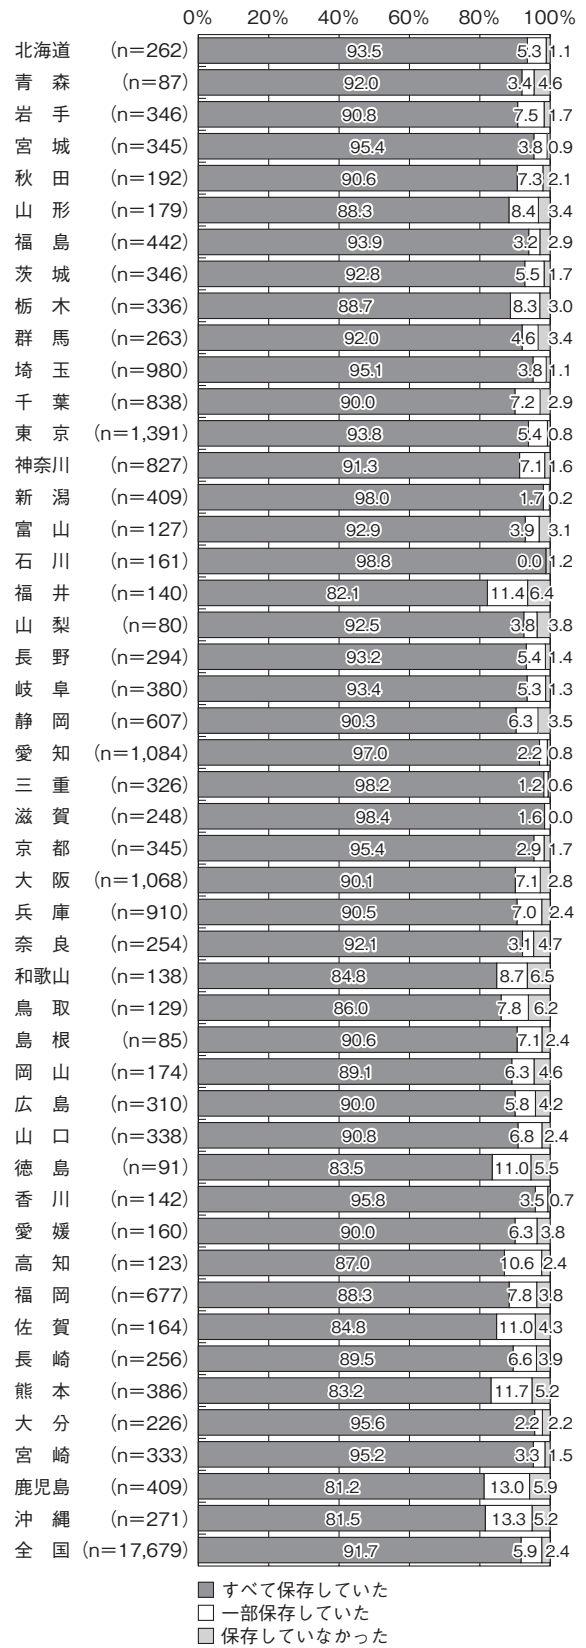 0% 20% 40% 60% 80% 100%
北海道 (n=262) 93.5 5.3 1.1
青 森 (n=87) 92.0 3.4 4.6
岩 手 (n=346) 90.8 7.5 1.7
宮 城 (n=345) 95.4 3.8 0.9
秋 田 (n=192) 90.6 7.3 2.1
山 形 (n=179) 88.3 8.4 3.4
福 島 (n=442) 93.9 3.2 2.9
茨 城 (n=346) 92.8 5.5 1.7
栃 木 (n=336) 88.7 8.3 3.0
群 馬 (n=263) 92.0 4.6 3.4
埼 玉 (n=980) 95.1 3.8 1.1
千 葉 (n=838) 90.0 7.2 2.9
東 京 (n=1,391) 93.8 5.4 0.8
神奈川 (n=827) 91.3 7.1 1.6
新 潟 (n=409) 98.0 1.7 0.2
富 山 (n=127) 92.9 3.9 3.1
石 川 (n=161) 98.8 0.0 1.2
福 井 (n=140) 82.1 11.4 6.4
山 梨 (n=80) 92.5 3.8 3.8
長 野 (n=294) 93.2 5.4 1.4
岐 阜 (n=380) 93.4 5.3 1.3
静 岡 (n=607) 90.3 6.3 3.5
愛 知 (n=1,084) 97.0 2.2 0.8
三 重 (n=326) 98.2 1.2 0.6
滋 賀 (n=248) 98.4 1.6 0.0
京 都 (n=345) 95.4 2.9 1.7
大 阪 (n=1,068) 90.1 7.1 2.8
兵 庫 (n=910) 90.5 7.0 2.4
奈 良 (n=254) 92.1 3.1 4.7
和歌山 (n=138) 84.8 8.7 6.5
鳥 取 (n=129) 86.0 7.8 6.2
島 根 (n=85) 90.6 7.1 2.4
岡 山 (n=174) 89.1 6.3 4.6
広 島 (n=310) 90.0 5.8 4.2
山 口 (n=338) 90.8 6.8 2.4
徳 島 (n=91) 83.5 11.0 5.5
香 川 (n=142) 95.8 3.5 0.7
愛 媛 (n=160) 90.0 6.3 3.8
高 知 (n=123) 87.0 10.6 2.4
福 岡 (n=677) 88.3 7.8 3.8
佐 賀 (n=164) 84.8 11.0 4.3
長 崎 (n=256) 89.5 6.6 3.9
熊 本 (n=386) 83.2 11.7 5.2
大 分 (n=226) 95.6 2.2 2.2
宮 崎 (n=333) 95.2 3.3 1.5
鹿児島 (n=409) 81.2 13.0 5.9
沖 縄 (n=271) 81.5 13.3 5.2
全 国 (n=17,679) 91.7 5.9 2.4
すべて保存していた
一部保存していた
保存していなかった